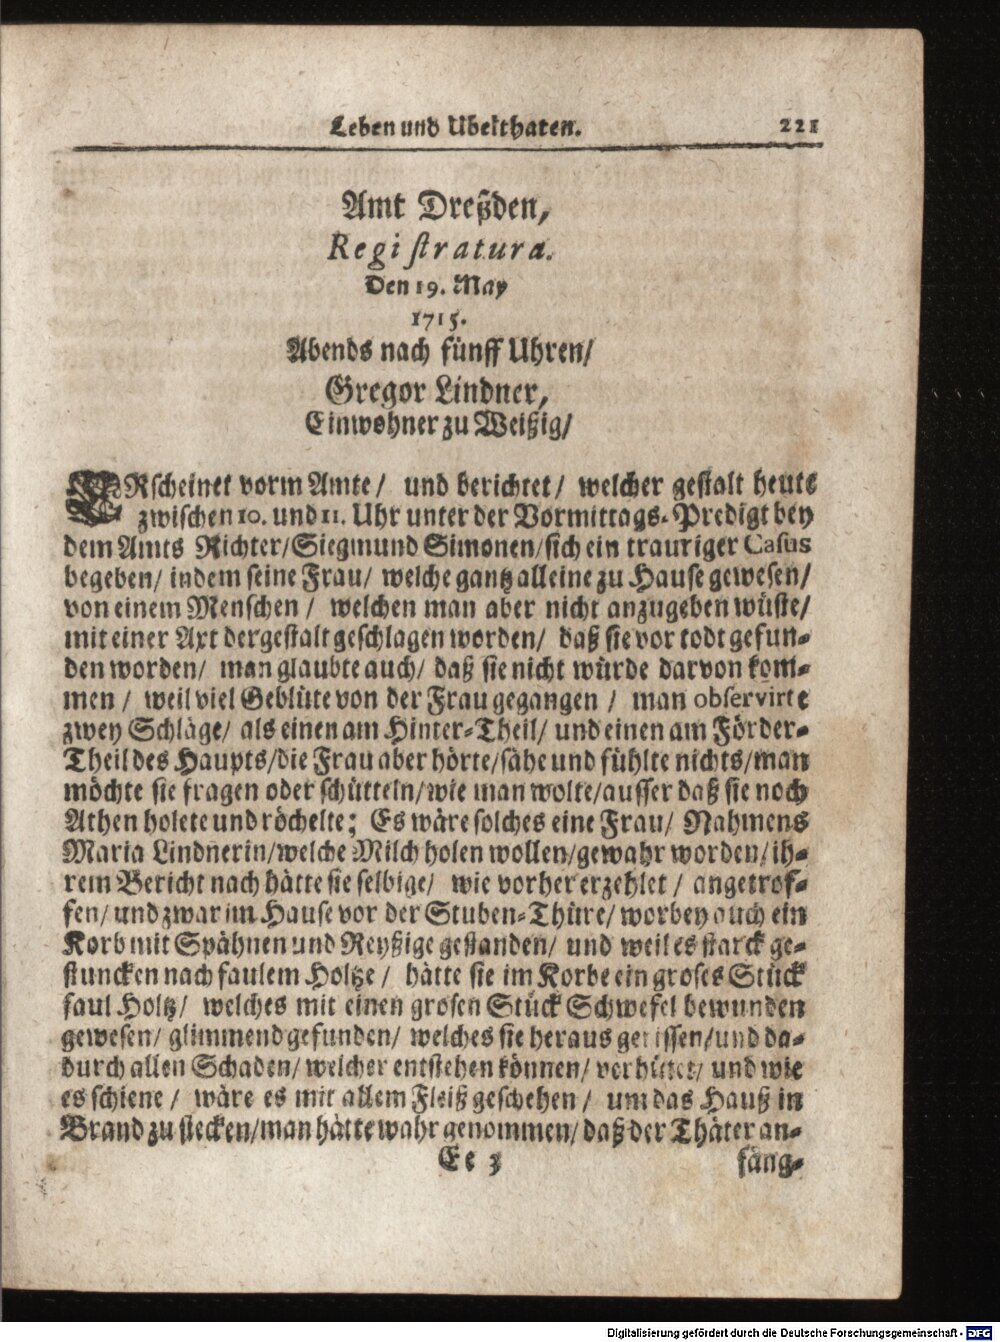 Leben und Ubelthaten. 221
Amt Dreßden,
Registratura.
Den 19. May
1715.
Abends nach fünff Uhren/
Gregor Lindner,
Einwohner zu Weißig/
ERscheinet vorm Amte/ und berichtet/ welcher gestalt heute
zwischen 10. und 11. Uhr unter der Vormittags-Predigt bey
dem Amts Richter/Siegmund Simonen/sich ein trauriger Casus
begeben/ indem seine Frau/ welche gantz alleine zu Hause gewesen/
von einem Menschen/ welchen man aber nicht anzugeben wüste/
mit einer Axt dergestalt geschlagen worden/ daß sie vor todt gefun-
den worden/ man glaubte auch/ daß sie nicht würde darvon kom-
men/ weil viel Geblüte von der Frau gegangen/ man observirte
zwey Schläge/ als einen am Hinter-Theil/ und einen am Förder-
Theil des Haupts/die Frau aber hörte/sähe und fühlte nichts/man
möchte sie fragen oder schütteln/wie man wolte/ausser daß sie noch
Athen holete und röchelte; Es wäre solches eine Frau/ Nahmens
Maria Lindnerin/welche Milch holen wollen/gewahr worden/ih-
rem Bericht nach hätte sie selbige/ wie vorher erzehlet/ angetrof-
fen/ und zwar im Hause vor der Stuben-Thüre/ worbey auch ein
Korb mit Spähnen und Reyßige gestanden/ und weil es starck ge-
stuncken nach faulem Holtze/ hätte sie im Korbe ein groses Stück
faul Holtz/ welches mit einen grosen Stück Schwefel bewunden
gewesen/ glimmend gefunden/ welches sie heraus gerissen/und da-
durch allen Schaden/ welcher entstehen können/ verhütet/ und wie
es schiene/ wäre es mit allem Fleiß geschehen/ um das Hauß in
Brand zu stecken/man hätte wahr genommen/ daß der Thäter an-
Ee 3 fäng-
Digitalisierung gefördert durch die Deutsche Forschungsgemeinschaft - DFG